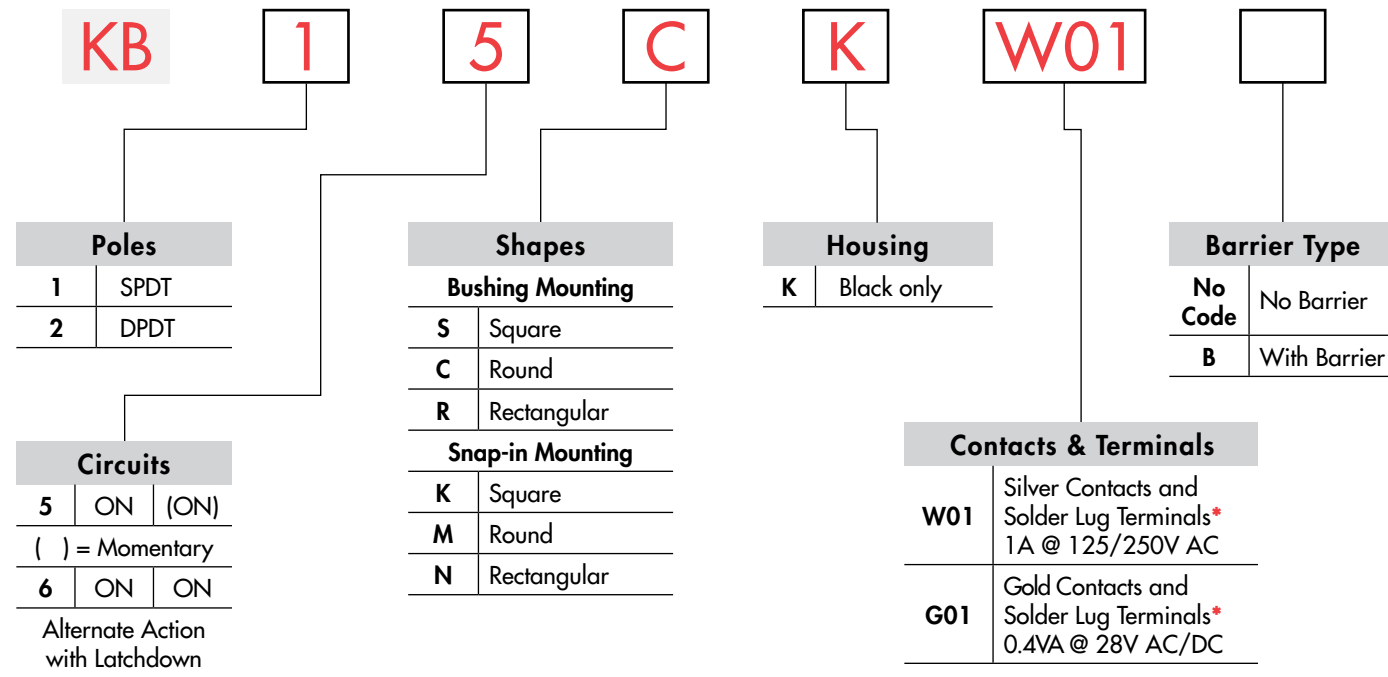 KB 1 5 C K W01
Poles
1 SPDT
2 DPDT
Circuits
5 ON (ON)
( ) = Momentary
6 ON ON
Alternate Action
with Latchdown
Shapes
Bushing Mounting
S Square
C Round
R Rectangular
Snap-in Mounting
K Square
M Round
N Rectangular
Housing
K Black only
Contacts & Terminals
W01 Silver Contacts and
Solder Lug Terminals*
1A @ 125/250V AC
G01 Gold Contacts and
Solder Lug Terminals*
0.4VA @ 28V AC/DC
Barrier Type
No
Code No Barrier
B With Barrier